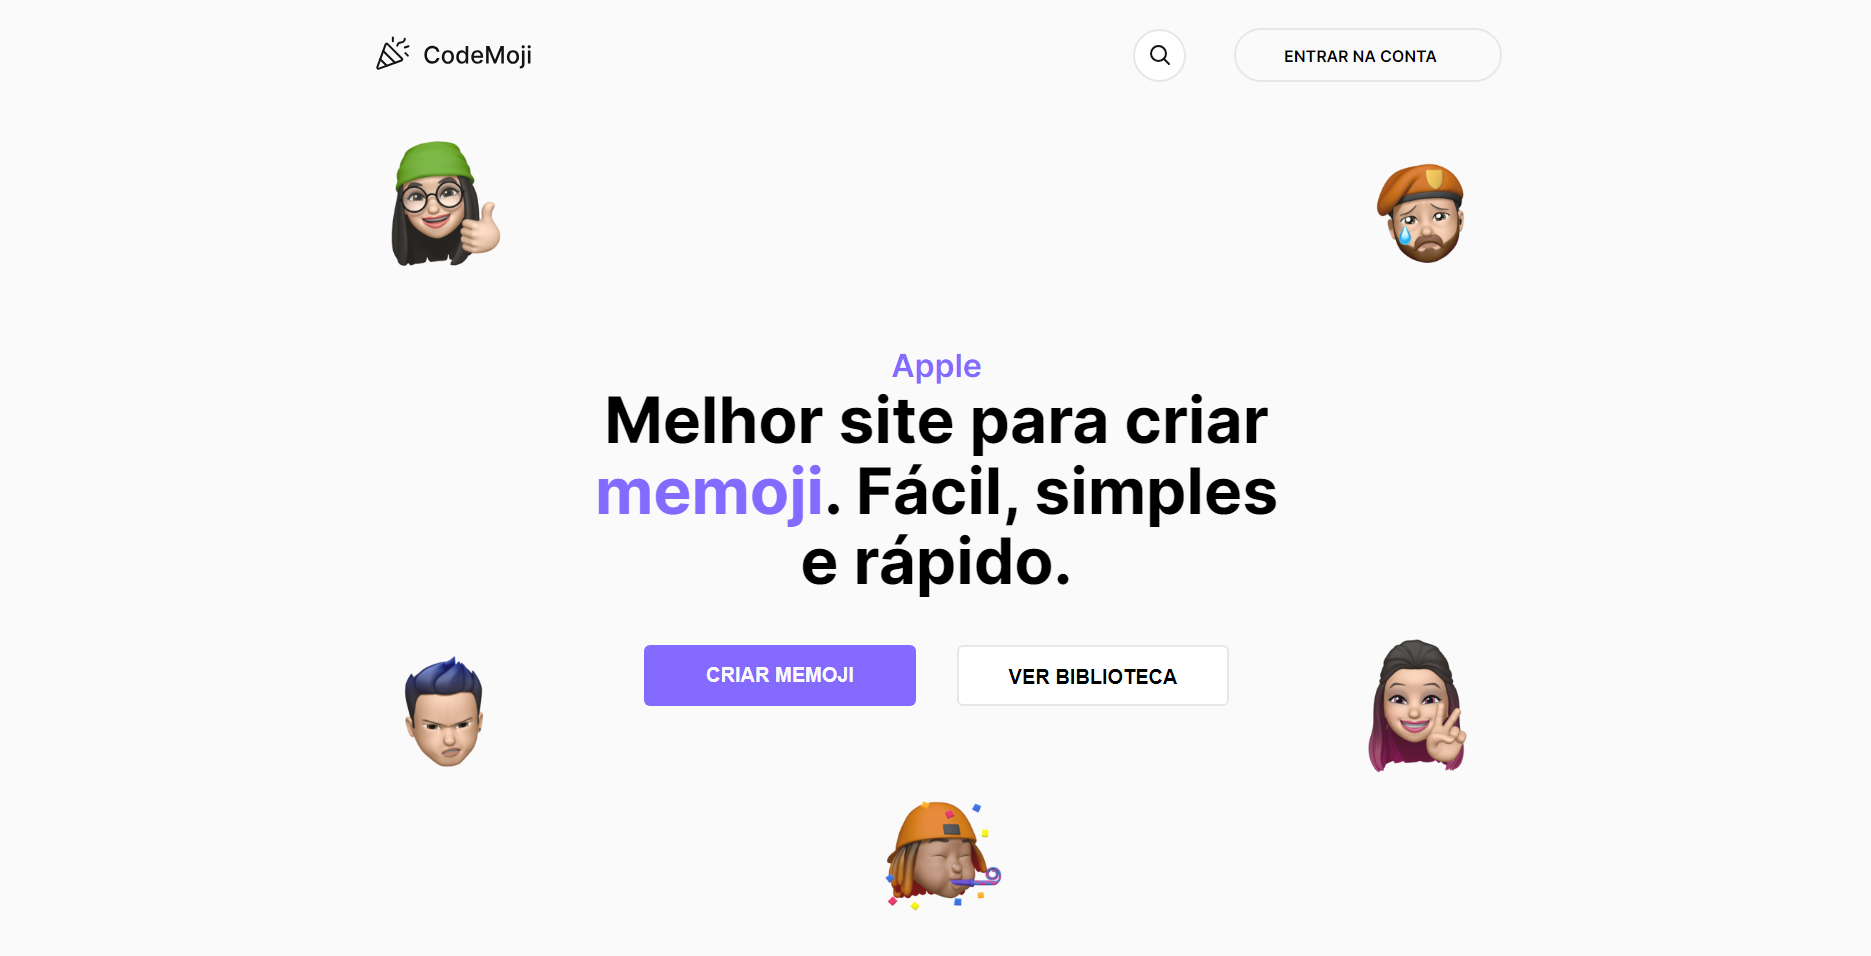 CodeMoji
ENTRAR NA CONTA
Apple
Melhor site para criar
memoji. Fácil, simples
e rápido.
CRIAR MEMOJI
VER BIBLIOTECA